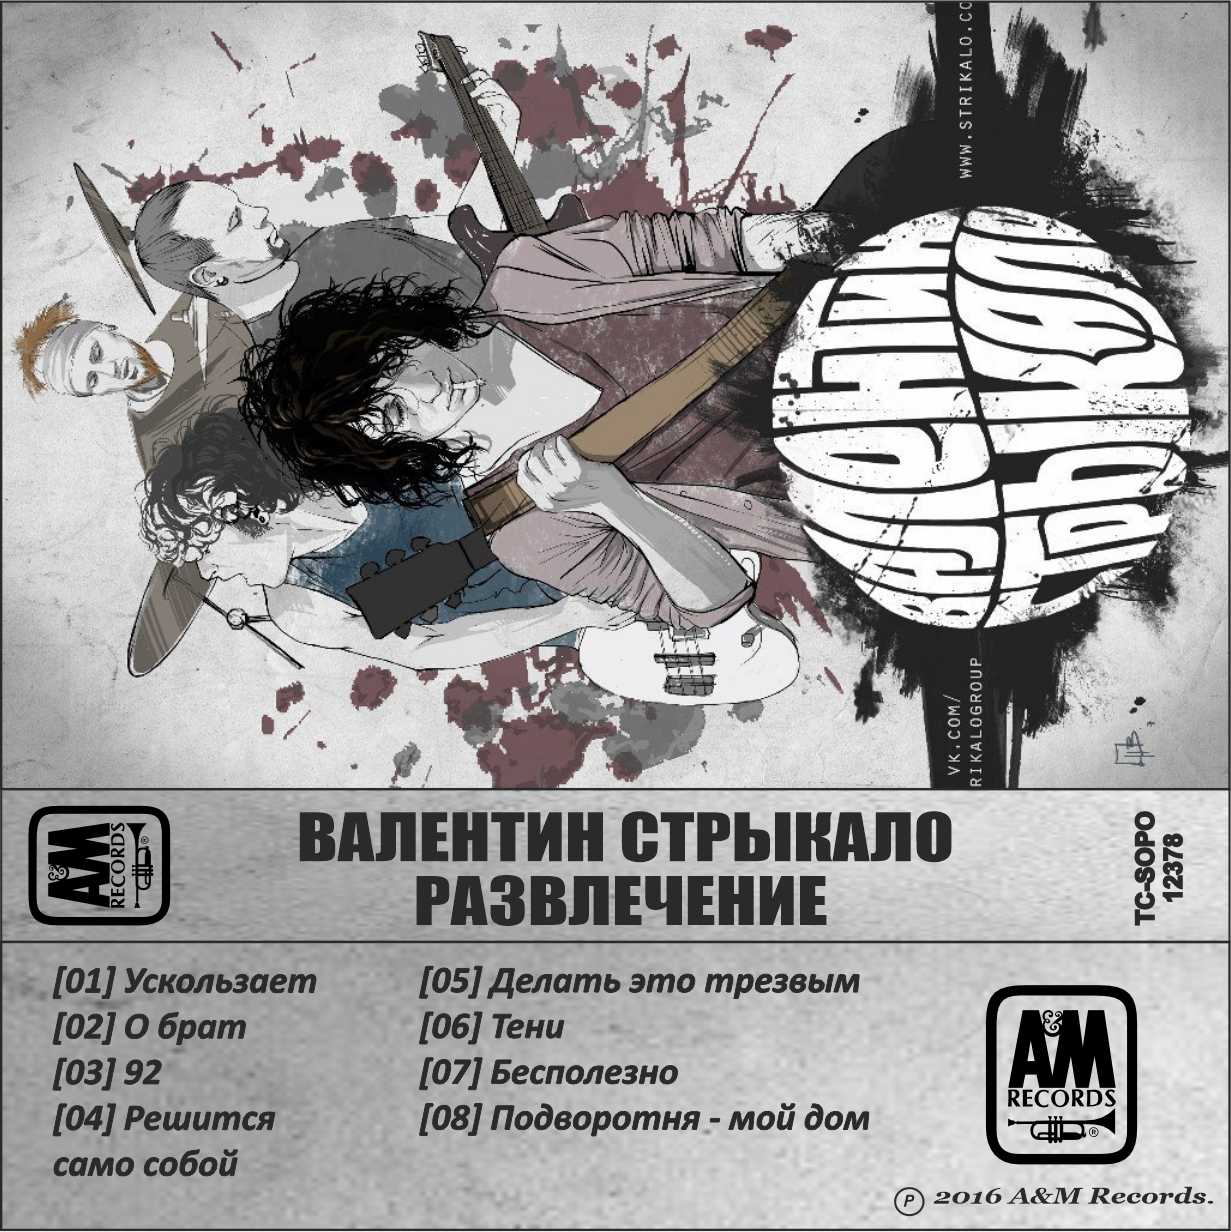 WWW.STRIKALO.CO
ВАЛЕНТИН
СТРЫКАЛО
VK.COM/
RIKALOGROUP
A&M
RECORDS
®
ВАЛЕНТИН СТРЫКАЛО
РАЗВЛЕЧЕНИЕ
TC-SOPO
12378
[01] Ускользает
[02] О брат
[03] 92
[04] Решится
само собой
[05] Делать это трезвым
[06] Тени
[07] Бесполезно
[08] Подворотня - мой дом
A&M
RECORDS
®
Ⓟ 2016 A&M Records.